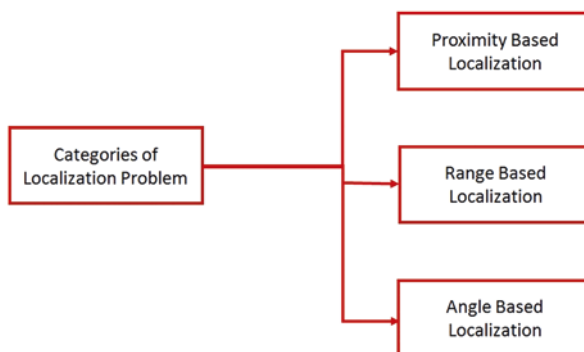 Proximity Based
Localization
Categories of
Localization Problem
Range Based
Localization
Angle Based
Localization